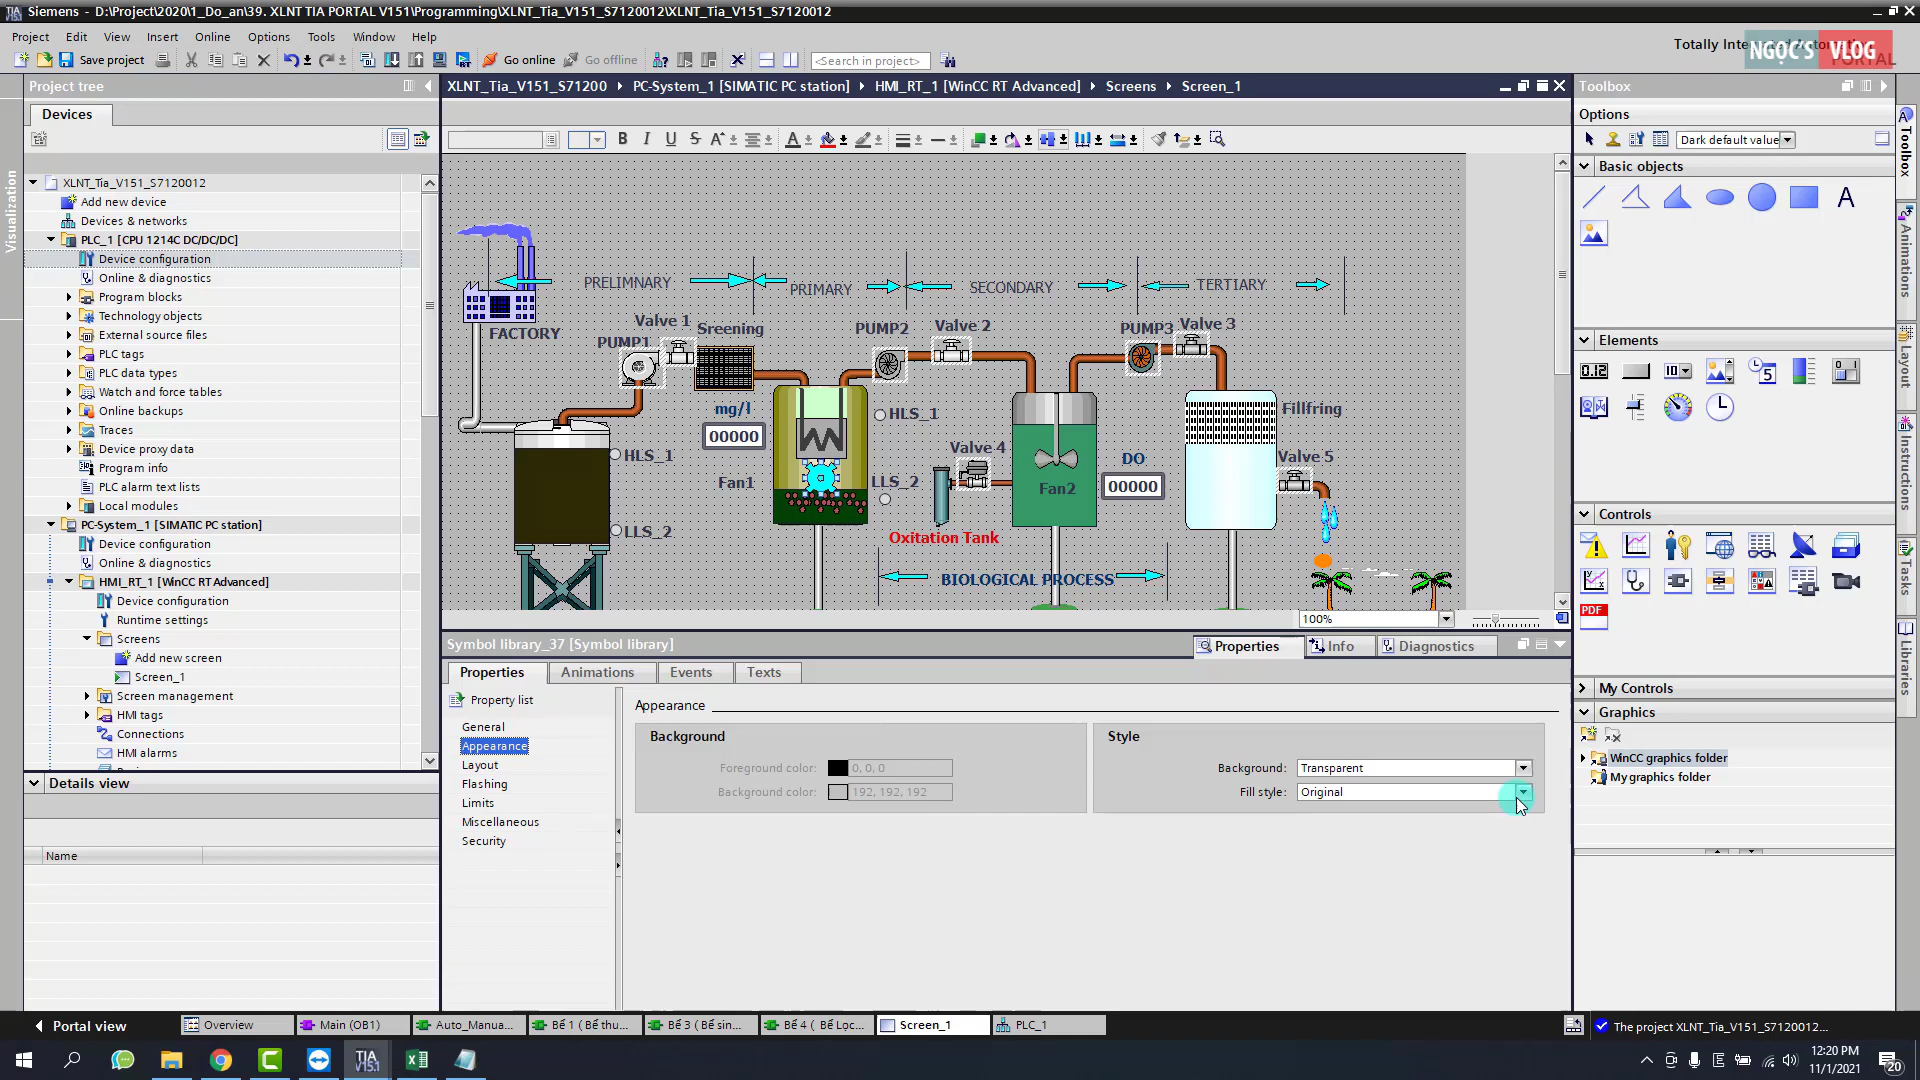 Siemens - D:\Project\2020\1_Do_an\39. XLNT TIA PORTAL V151\Programming\XLNT_Tia_V151_S7120012\XLNT_Tia_V151_S7120012
Project Edit View Insert Online Options Tools Window Help
NGỌC'S VLOG
Save project Go online Go offline <Search in project>
Project tree
XLNT_Tia_V151_S71200 PC-System_1 [SIMATIC PC station] HMI_RT_1 [WinCC RT Advanced] Screens Screen_1
Toolbox
Devices
Options
Dark default value
Visualization
XLNT_Tia_V151_S7120012
Add new device
Devices & networks
PLC_1 [CPU 1214C DC/DC/DC]
Device configuration
Online & diagnostics
Program blocks
Technology objects
External source files
PLC tags
PLC data types
Watch and force tables
Online backups
Traces
Device proxy data
Program info
PLC alarm text lists
Local modules
PC-System_1 [SIMATIC PC station]
Device configuration
Online & diagnostics
HMI_RT_1 [WinCC RT Advanced]
Device configuration
Runtime settings
Screens
Add new screen
Screen_1
Screen management
HMI tags
Connections
HMI alarms
Details view
Name
PRELIMNARY PRIMARY SECONDARY TERTIARY
FACTORY
Valve 1
Sreening
PUMP1
PUMP2
Valve 2
PUMP3
Valve 3
mg/l
00000
HLS_1
HLS_1
Fillfring
Valve 4
DO
Valve 5
Fan1
LLS_2
Fan2
00000
LLS_2
Oxitation Tank
BIOLOGICAL PROCESS
100%
Symbol library_37 [Symbol library]
Properties Info Diagnostics
Properties Animations Events Texts
Property list
General
Appearance
Layout
Flashing
Limits
Miscellaneous
Security
Appearance
Background
Foreground color: 0, 0, 0
Background color: 192, 192, 192
Style
Background: Transparent
Fill style: Original
Basic objects
Elements
Controls
PDF
My Controls
Graphics
WinCC graphics folder
My graphics folder
Toolbox
Animations
Layout
Instructions
Tasks
Libraries
Portal view Overview Main (OB1) Auto_Manua... Bể 1 ( Bể thu... Bể 3 ( Bể sin... Bể 4 ( Bể Lọc... Screen_1 PLC_1
The project XLNT_Tia_V151_S7120012...
12:20 PM
11/1/2021
20